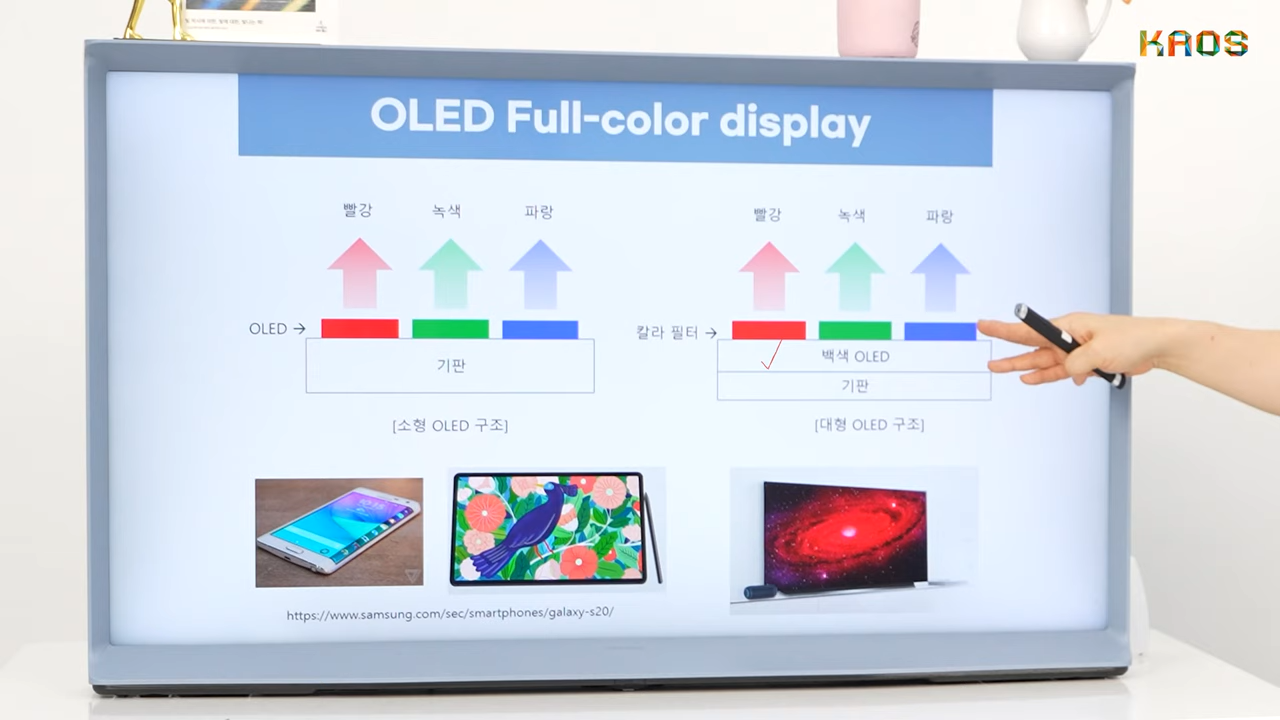 KAOS
OLED Full-color display
빨강 녹색 파랑
OLED →
기판
[소형 OLED 구조]
빨강 녹색 파랑
칼라 필터 →
백색 OLED
기판
[대형 OLED 구조]
https://www.samsung.com/sec/smartphones/galaxy-s20/